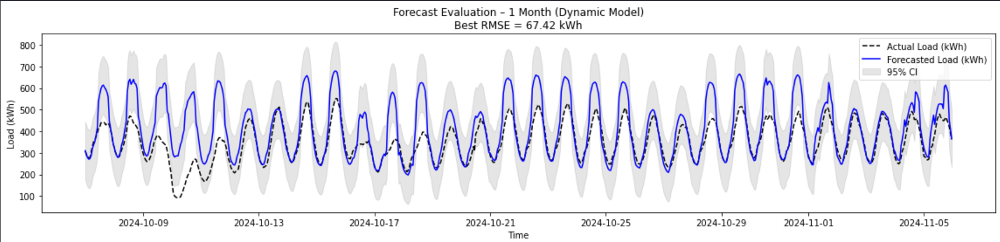 Forecast Evaluation – 1 Month (Dynamic Model)
Best RMSE = 67.42 kWh
Actual Load (kWh)
Forecasted Load (kWh)
95% CI
Load (kWh)
800
700
600
500
400
300
200
100
2024-10-09 2024-10-13 2024-10-17 2024-10-21 2024-10-25 2024-10-29 2024-11-01 2024-11-05
Time